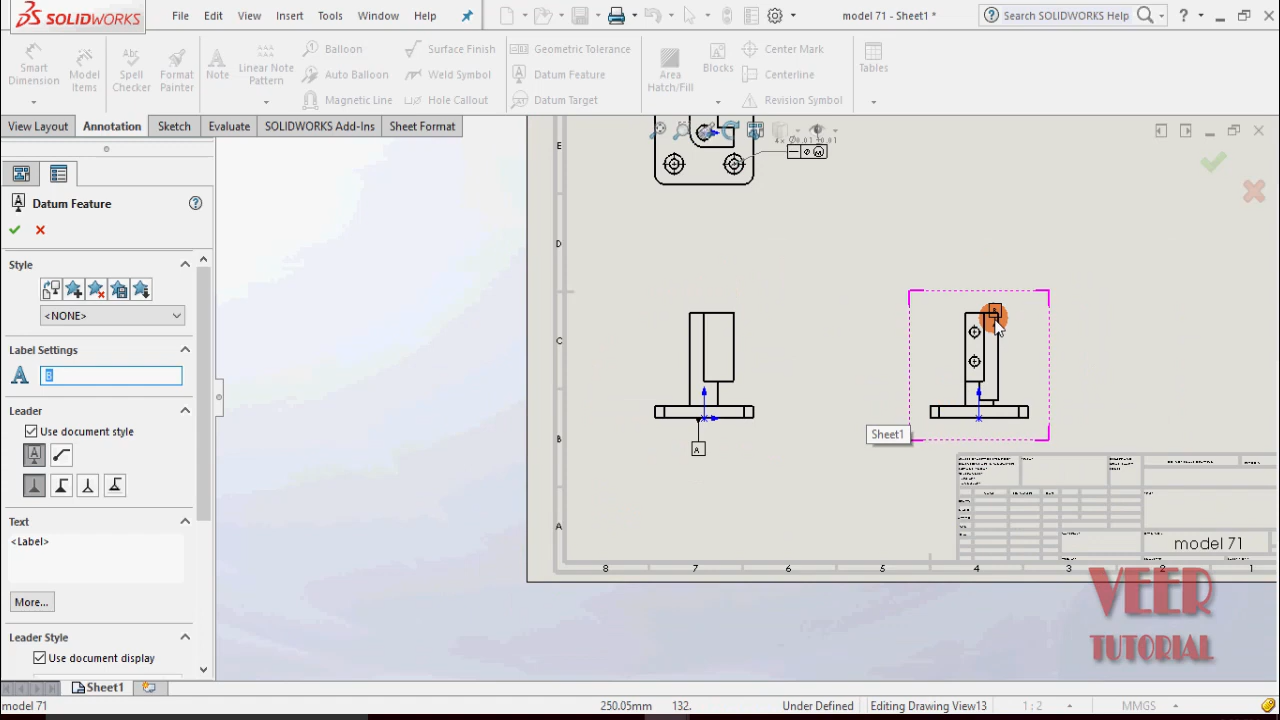 SOLIDWORKS
File Edit View Insert Tools Window Help
model 71 - Sheet1 *
Search SOLIDWORKS Help
?
Smart Dimension
Model Items
Spell Checker
Format Painter
Note
Linear Note Pattern
Balloon
Auto Balloon
Magnetic Line
Surface Finish
Weld Symbol
Hole Callout
Geometric Tolerance
Datum Feature
Datum Target
Area Hatch/Fill
Blocks
Center Mark
Centerline
Revision Symbol
Tables
View Layout Annotation Sketch Evaluate SOLIDWORKS Add-Ins Sheet Format
Datum Feature
Style
<NONE>
Label Settings
B
Leader
Use document style
Text
<Label>
More...
Leader Style
Use document display
E
D
C
B
A
A
8 7 6 5 4 3 2 1
Sheet1
model 71
VEER
TUTORIAL
Sheet1
model 71
250.05mm 132.
Under Defined
Editing Drawing View13
1 : 2
MMGS